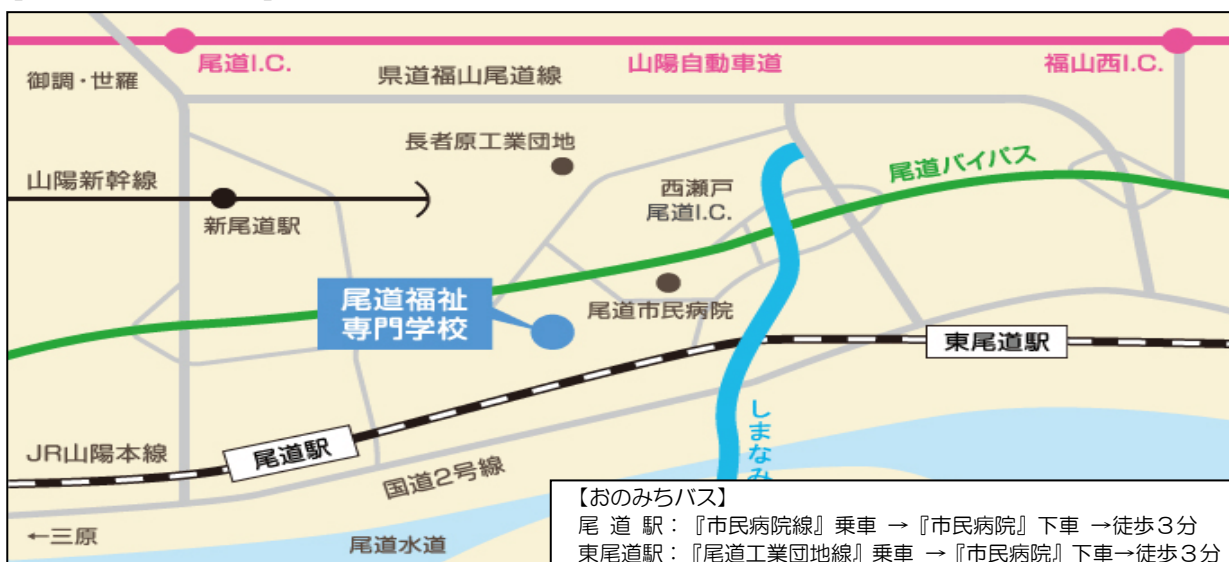 尾道I.C.
山陽自動車道
福山西I.C.
御調・世羅
県道福山尾道線
長者原工業団地
尾道バイパス
山陽新幹線
西瀬戸
尾道I.C.
新尾道駅
尾道福祉
専門学校
尾道市民病院
東尾道駅
しまなみ
JR山陽本線
尾道駅
国道2号線
←三原
尾道水道
【おのみちバス】
尾 道 駅：『市民病院線』乗車 → 『市民病院』下車 →徒歩3分
東尾道駅：『尾道工業団地線』乗車 →『市民病院』下車→徒歩3分